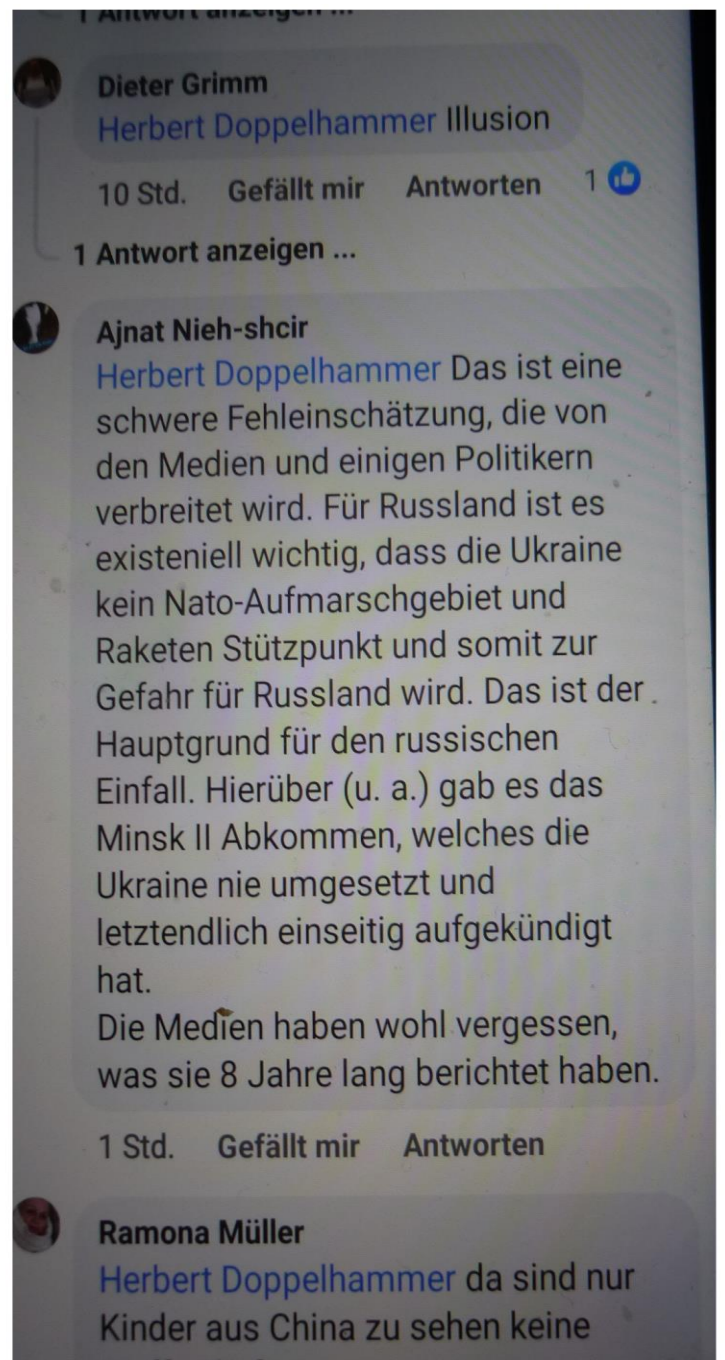 1 Antwort anzeigen ...
Dieter Grimm
Herbert Doppelhammer Illusion
10 Std. Gefällt mir Antworten 1
1 Antwort anzeigen ...
Ajnat Nieh-shcir
Herbert Doppelhammer Das ist eine
schwere Fehleinschätzung, die von
den Medien und einigen Politikern
verbreitet wird. Für Russland ist es
existeniell wichtig, dass die Ukraine
kein Nato-Aufmarschgebiet und
Raketen Stützpunkt und somit zur
Gefahr für Russland wird. Das ist der
Hauptgrund für den russischen
Einfall. Hierüber (u. a.) gab es das
Minsk II Abkommen, welches die
Ukraine nie umgesetzt und
letztendlich einseitig aufgekündigt
hat.
Die Medien haben wohl vergessen,
was sie 8 Jahre lang berichtet haben.
1 Std. Gefällt mir Antworten
Ramona Müller
Herbert Doppelhammer da sind nur
Kinder aus China zu sehen keine